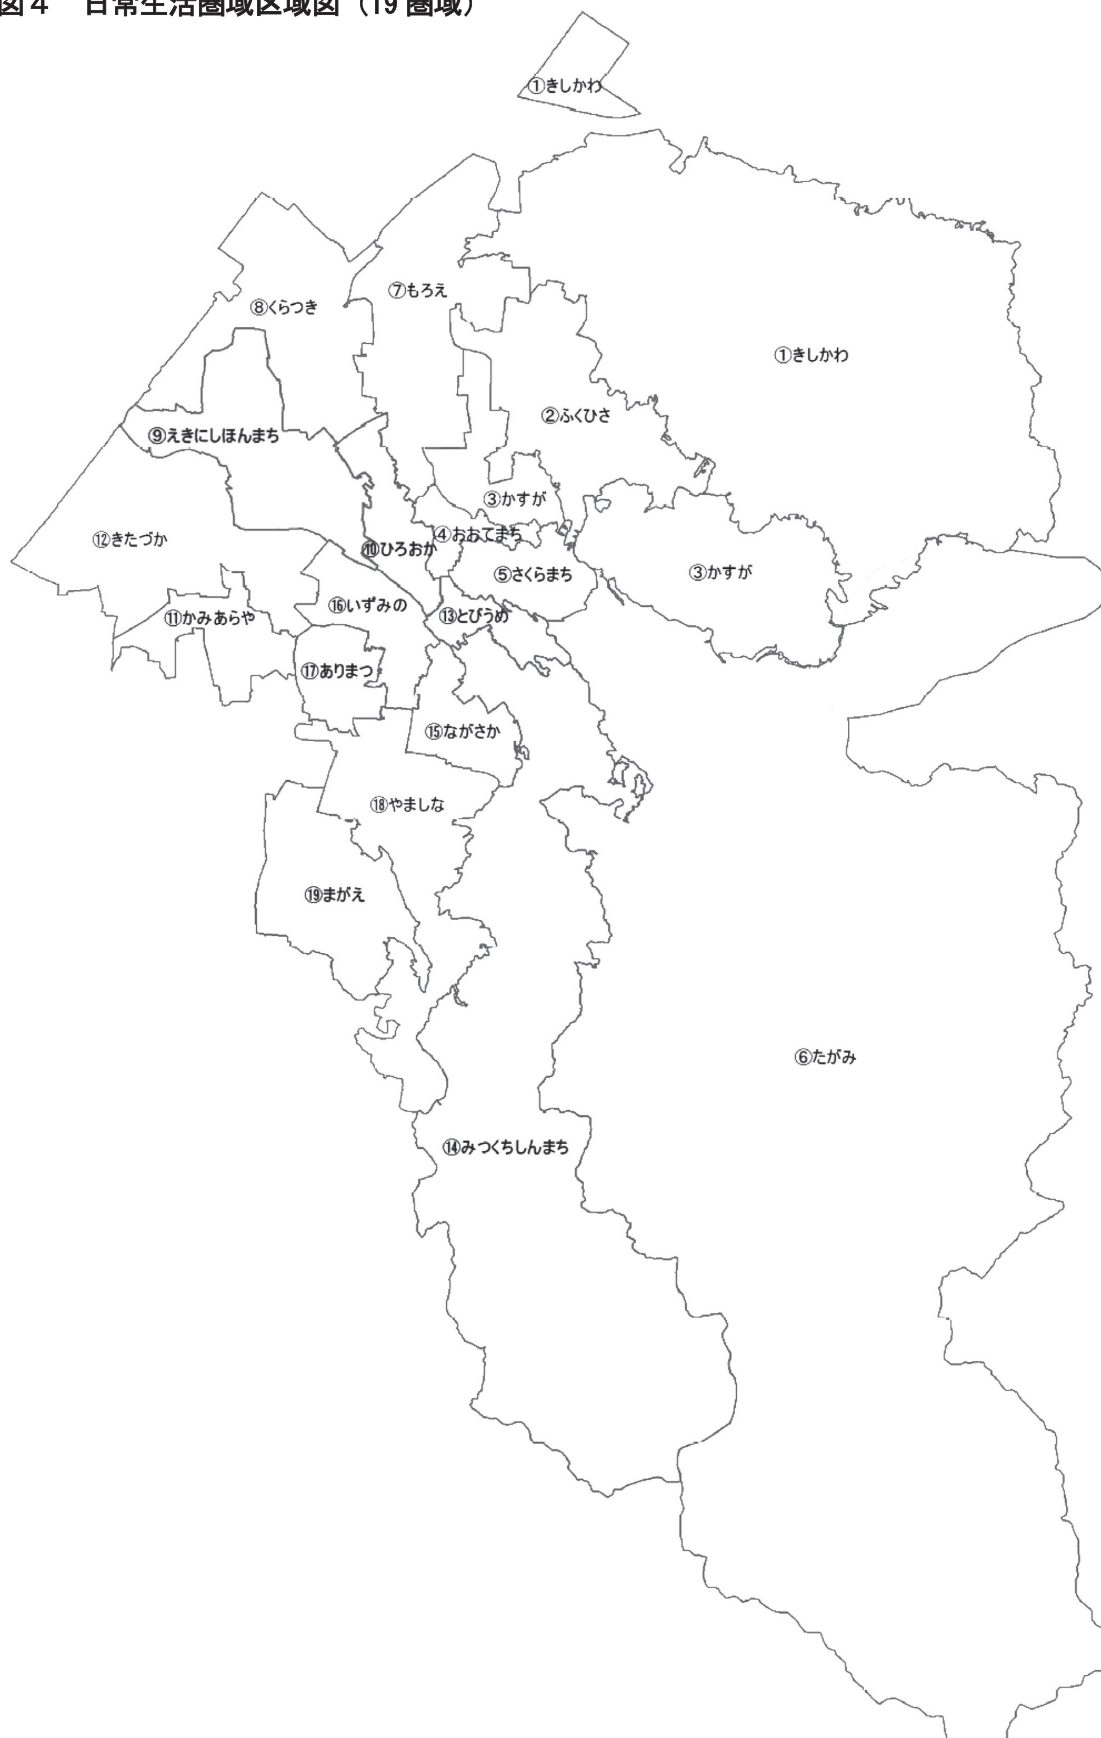 図４　日常生活圏域区域図（19 圏域）
①きしかわ
⑦もろえ
⑧くらつき
①きしかわ
②ふくひさ
⑨えきにしほんまち
③かすが
④おおてまち
⑫きたづか
⑩ひろおか
⑤さくらまち
③かすが
⑯いずみの
⑪かみあらや
⑬とびうめ
⑰ありまつ
⑮ながさか
⑱やましな
⑲まがえ
⑥たがみ
⑭みつくちしんまち